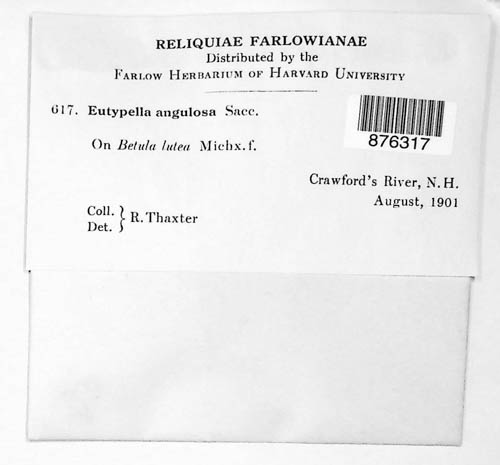 RELIQUIAE FARLOWIANAE
Distributed by the
FARLOW HERBARIUM OF HARVARD UNIVERSITY
617. Eutypella angulosa Sacc.
On Betula lutea Michx. f.
876317
Crawford's River, N. H.
August, 1901
Coll.
Det. } R. Thaxter